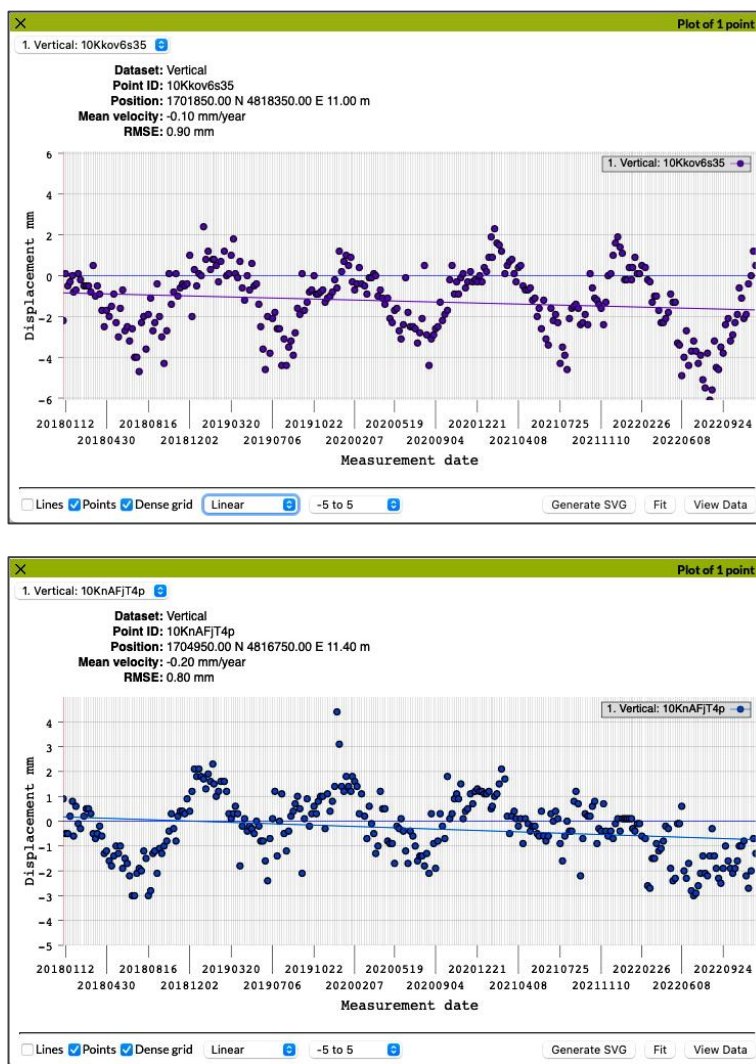 Plot of 1 point
1. Vertical: 10Kkov6s35
Dataset: Vertical
Point ID: 10Kkov6s35
Position: 1701850.00 N 4818350.00 E 11.00 m
Mean velocity: -0.10 mm/year
RMSE: 0.90 mm
1. Vertical: 10Kkov6s35
6
4
2
0
-2
-4
-6
Displacement mm
20180112 20180816 20190320 20191022 20200519 20201221 20210725 20220226 20220924
20180430 20181202 20190706 20200207 20200904 20210408 20211110 20220608
Measurement date
Lines Points Dense grid Linear -5 to 5 Generate SVG Fit View Data
Plot of 1 point
1. Vertical: 10KnAFjT4p
Dataset: Vertical
Point ID: 10KnAFjT4p
Position: 1704950.00 N 4816750.00 E 11.40 m
Mean velocity: -0.20 mm/year
RMSE: 0.80 mm
1. Vertical: 10KnAFjT4p
4
3
2
1
0
-1
-2
-3
-4
-5
Displacement mm
20180112 20180816 20190320 20191022 20200519 20201221 20210725 20220226 20220924
20180430 20181202 20190706 20200207 20200904 20210408 20211110 20220608
Measurement date
Lines Points Dense grid Linear -5 to 5 Generate SVG Fit View Data